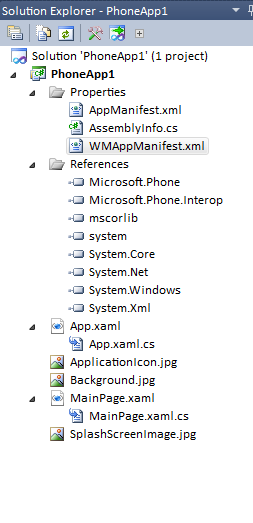 Solution Explorer - PhoneApp1
Solution 'PhoneApp1' (1 project)
PhoneApp1
Properties
AppManifest.xml
AssemblyInfo.cs
WMAppManifest.xml
References
Microsoft.Phone
Microsoft.Phone.Interop
mscorlib
system
System.Core
System.Net
System.Windows
System.Xml
App.xaml
App.xaml.cs
ApplicationIcon.jpg
Background.jpg
MainPage.xaml
MainPage.xaml.cs
SplashScreenImage.jpg